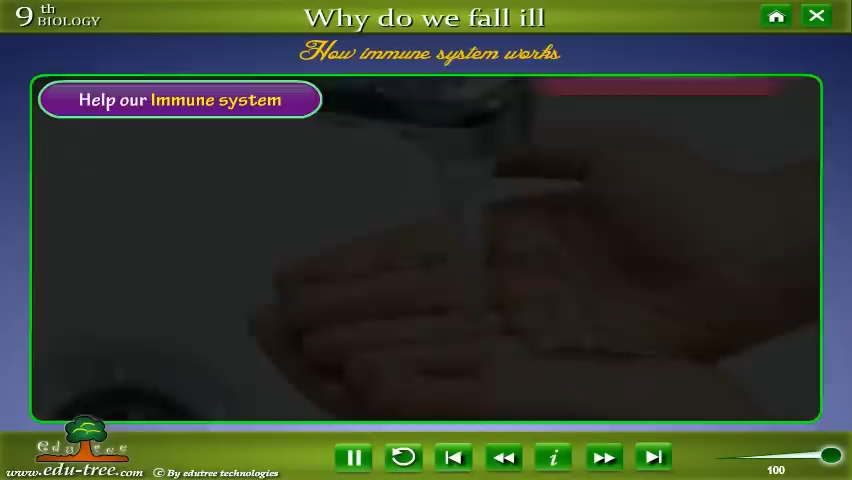 9th BIOLOGY
Why do we fall ill
How immune system works
Help our Immune system
edutree
www.edu-tree.com
© By edutree technologies
i
100